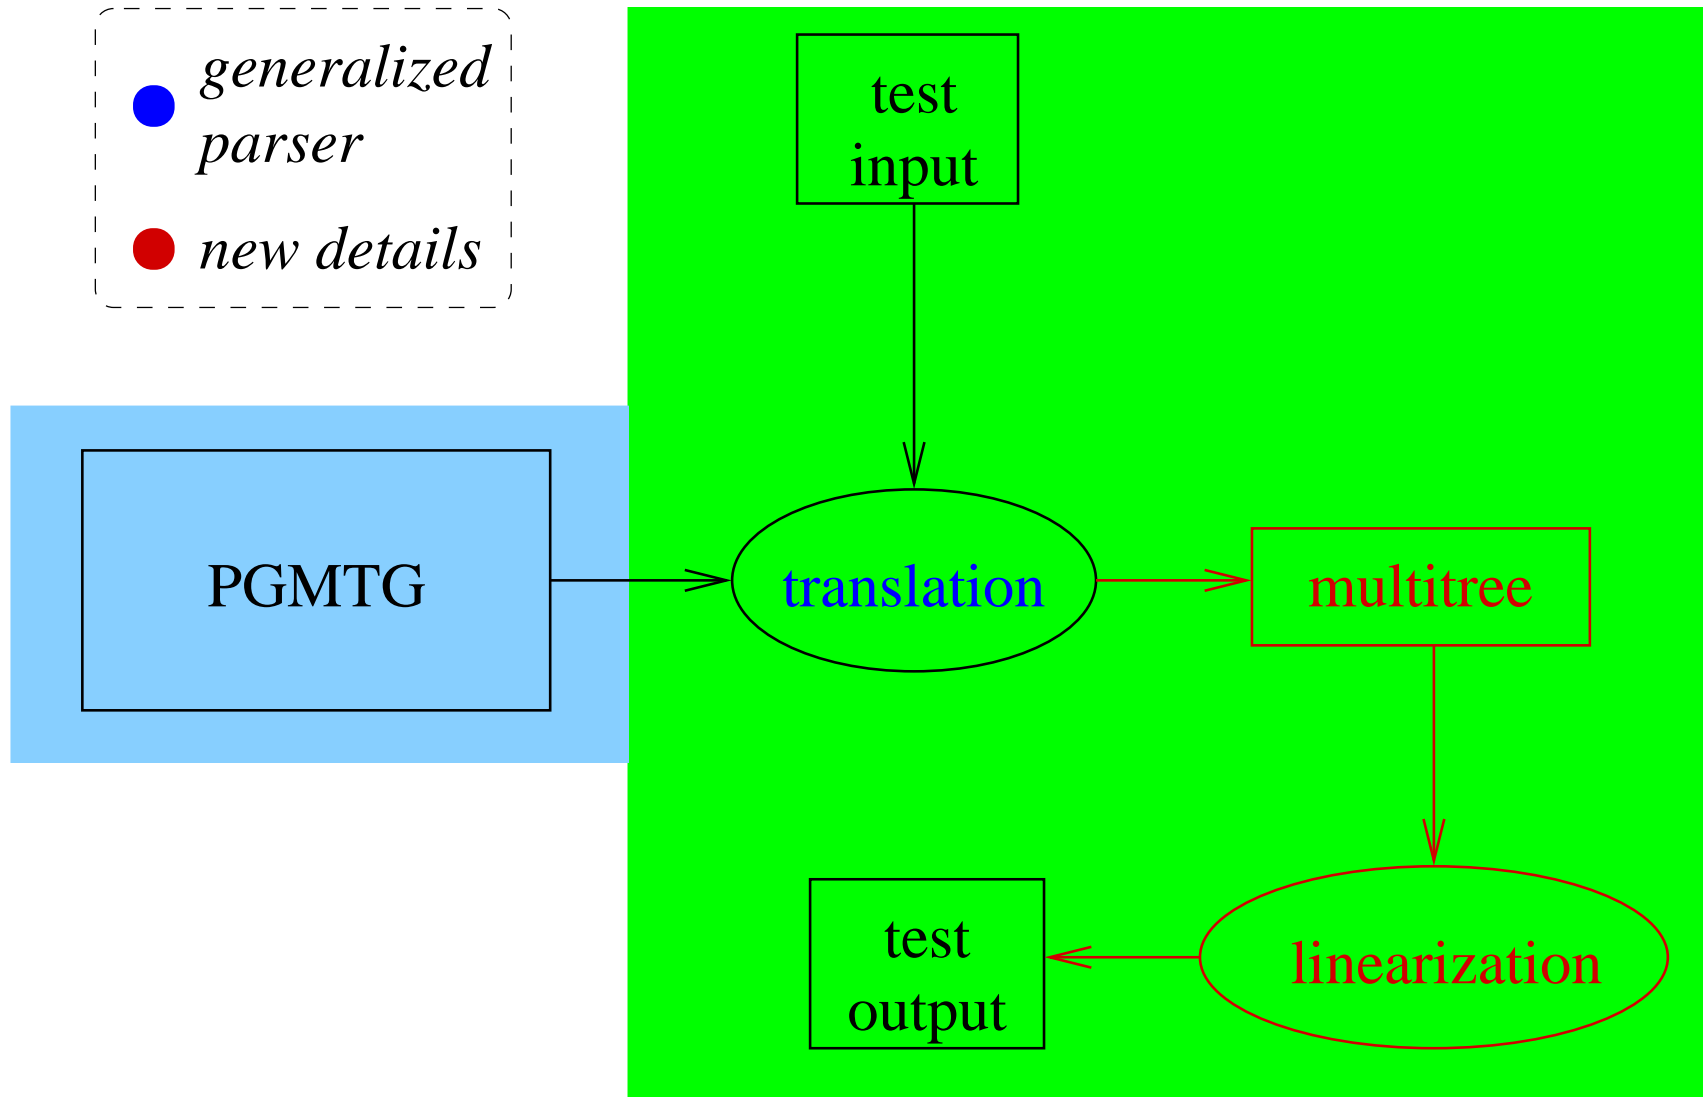 generalized
parser
new details
test
input
PGMTG
translation
multitree
test
output
linearization